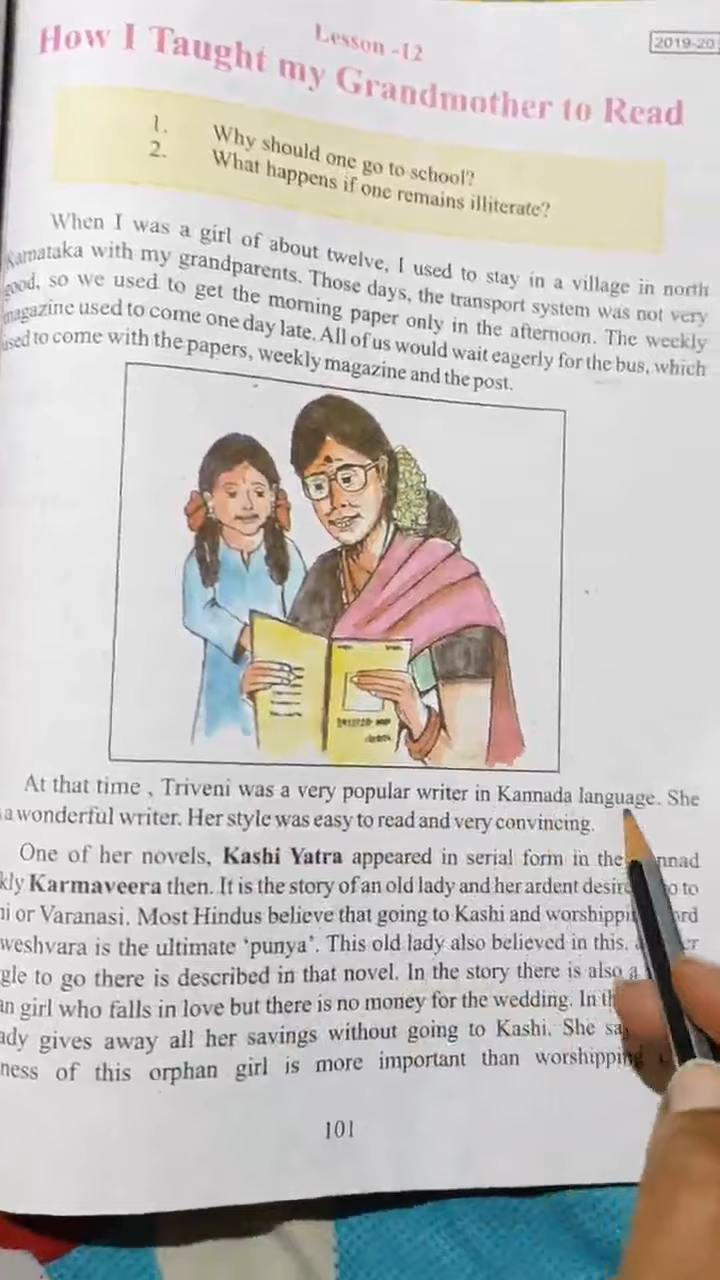 Lesson -12
2019-20
How I Taught my Grandmother to Read
1. Why should one go to school?
2. What happens if one remains illiterate?
When I was a girl of about twelve, I used to stay in a village in north
Karnataka with my grandparents. Those days, the transport system was not very
good, so we used to get the morning paper only in the afternoon. The weekly
magazine used to come one day late. All of us would wait eagerly for the bus, which
used to come with the papers, weekly magazine and the post.
At that time , Triveni was a very popular writer in Kannada language. She
a wonderful writer. Her style was easy to read and very convincing.
One of her novels, Kashi Yatra appeared in serial form in the nnad
kly Karmaveera then. It is the story of an old lady and her ardent desire o to
hi or Varanasi. Most Hindus believe that going to Kashi and worshippi rd
weshvara is the ultimate 'punya'. This old lady also believed in this, er
gle to go there is described in that novel. In the story there is also a
an girl who falls in love but there is no money for the wedding. In th
ady gives away all her savings without going to Kashi. She sa
ness of this orphan girl is more important than worshipping
101